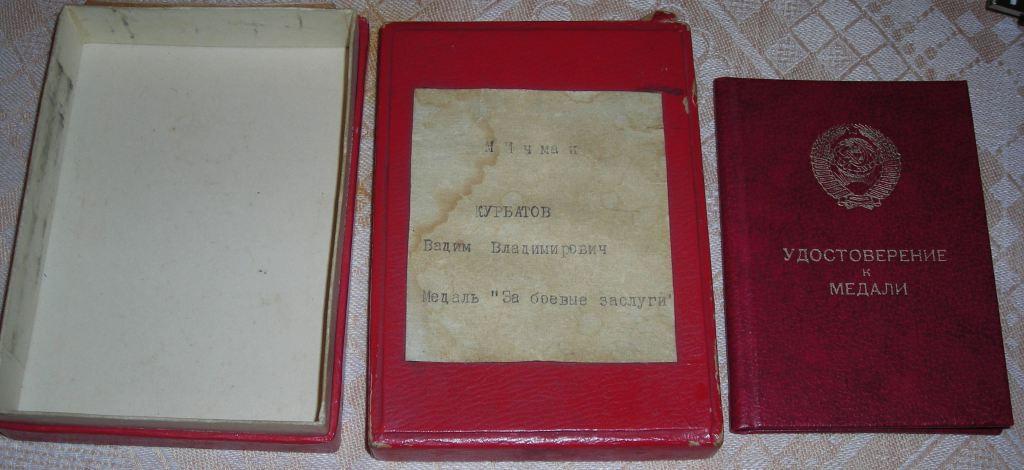 Мичман
КУРБАТОВ
Вадим Владимирович
Медаль "За боевые заслуги"
УДОСТОВЕРЕНИЕ
К
МЕДАЛИ